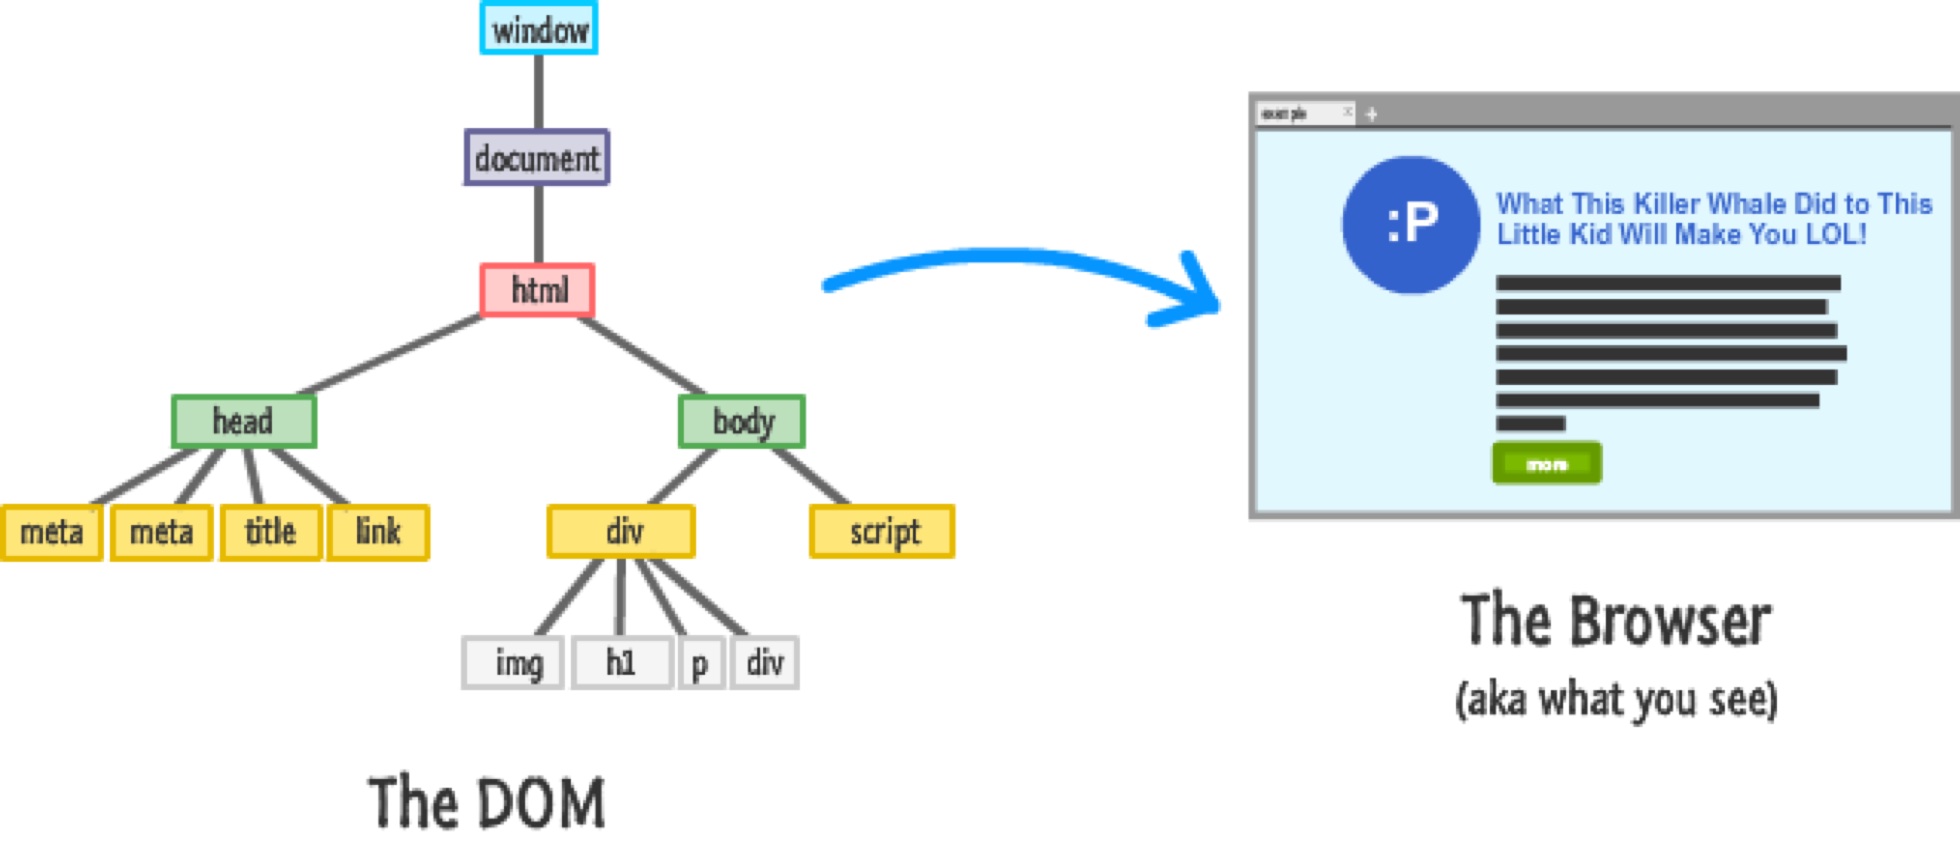 window
document
html
head
body
meta
meta
title
link
div
script
img
h1
p
div
The DOM
example
+
:P
What This Killer Whale Did to This
Little Kid Will Make You LOL!
more
The Browser
(aka what you see)